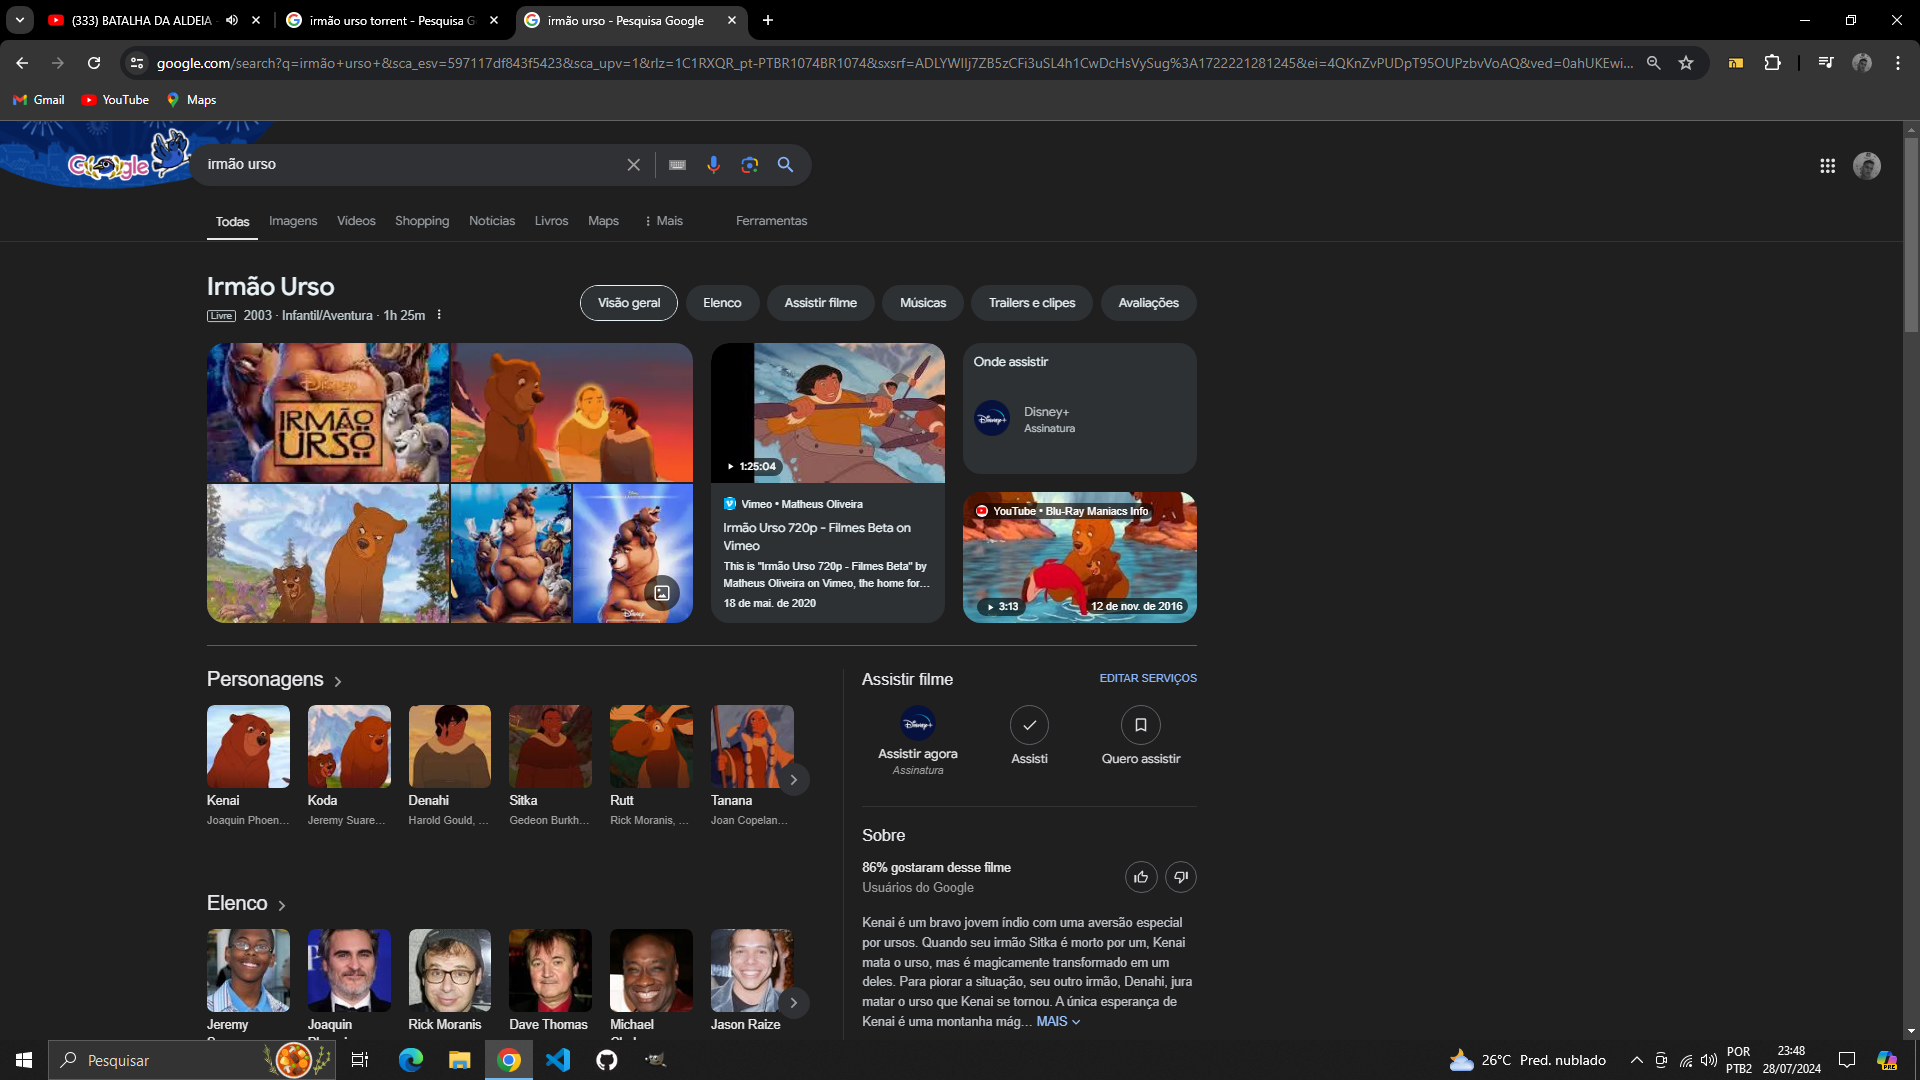 (333) BATALHA DA ALDEIA
irmão urso torrent - Pesquisa G
irmão urso - Pesquisa Google
google.com/search?q=irmão+urso+&sca_esv=597117df843f5423&sca_upv=1&rlz=1C1RXQR_pt-PTBR1074BR1074&sxsrf=ADLYWIIj7ZB5zCFi3uSL4h1CwDcHsVySug%3A1722221281245&ei=4QKnZvPUDpT95OUPzbvVoAQ&ved=0ahUKEwi...
Gmail
YouTube
Maps
Google
irmão urso
Todas
Imagens
Vídeos
Shopping
Notícias
Livros
Maps
Mais
Ferramentas
Irmão Urso
Livre 2003 · Infantil/Aventura · 1h 25m
Visão geral
Elenco
Assistir filme
Músicas
Trailers e clipes
Avaliações
Disney
IRMÃO
URSO
Disney
1:25:04
Vimeo • Matheus Oliveira
Irmão Urso 720p - Filmes Beta on
Vimeo
This is "Irmão Urso 720p - Filmes Beta" by
Matheus Oliveira on Vimeo, the home for...
18 de mai. de 2020
Onde assistir
Disney+
Disney+
Assinatura
YouTube • Blu-Ray Maniacs Info
3:13
12 de nov. de 2016
Personagens
Kenai
Joaquin Phoen...
Koda
Jeremy Suare...
Denahi
Harold Gould, ...
Sitka
Gedeon Burkh...
Rutt
Rick Moranis, ...
Tanana
Joan Copelan...
Elenco
Jeremy
Joaquin
Rick Moranis
Dave Thomas
Michael
Jason Raize
Assistir filme
EDITAR SERVIÇOS
Disney+
Assistir agora
Assinatura
Assisti
Quero assistir
Sobre
86% gostaram desse filme
Usuários do Google
Kenai é um bravo jovem índio com uma aversão especial
por ursos. Quando seu irmão Sitka é morto por um, Kenai
mata o urso, mas é magicamente transformado em um
deles. Para piorar a situação, seu outro irmão, Denahi, jura
matar o urso que Kenai se tornou. A única esperança de
Kenai é uma montanha mág... MAIS
Pesquisar
26°C Pred. nublado
POR
PTB2
23:48
28/07/2024
PRE